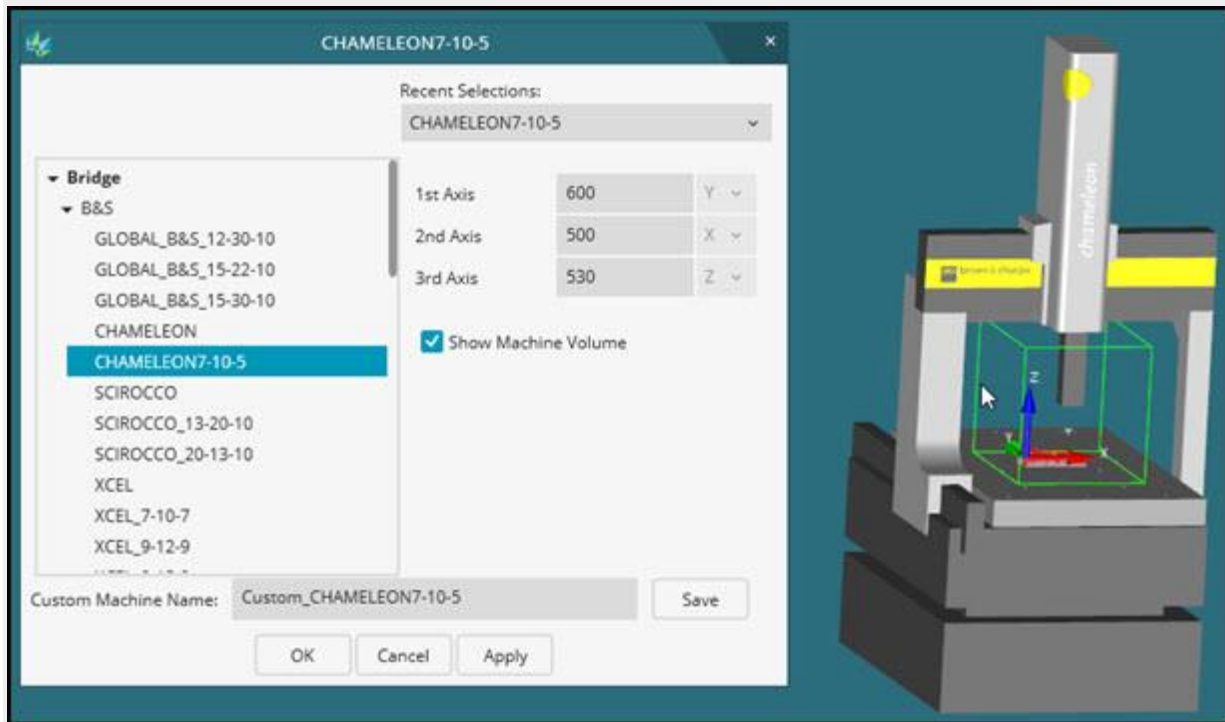 CHAMELEON7-10-5
Recent Selections:
CHAMELEON7-10-5
Bridge
B&S
GLOBAL_B&S_12-30-10
GLOBAL_B&S_15-22-10
GLOBAL_B&S_15-30-10
CHAMELEON
CHAMELEON7-10-5
SCIROCCO
SCIROCCO_13-20-10
SCIROCCO_20-13-10
XCEL
XCEL_7-10-7
XCEL_9-12-9
1st Axis 600 Y
2nd Axis 500 X
3rd Axis 530 Z
Show Machine Volume
Custom Machine Name: Custom_CHAMELEON7-10-5 Save
OK Cancel Apply
chameleon
brown & sharpe
Z
Y
Y
X